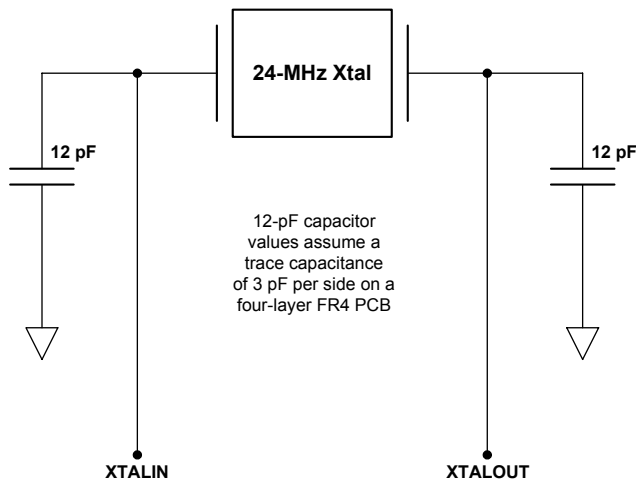 24-MHz Xtal
12 pF
12 pF
12-pF capacitor
values assume a
trace capacitance
of 3 pF per side on a
four-layer FR4 PCB
XTALIN
XTALOUT